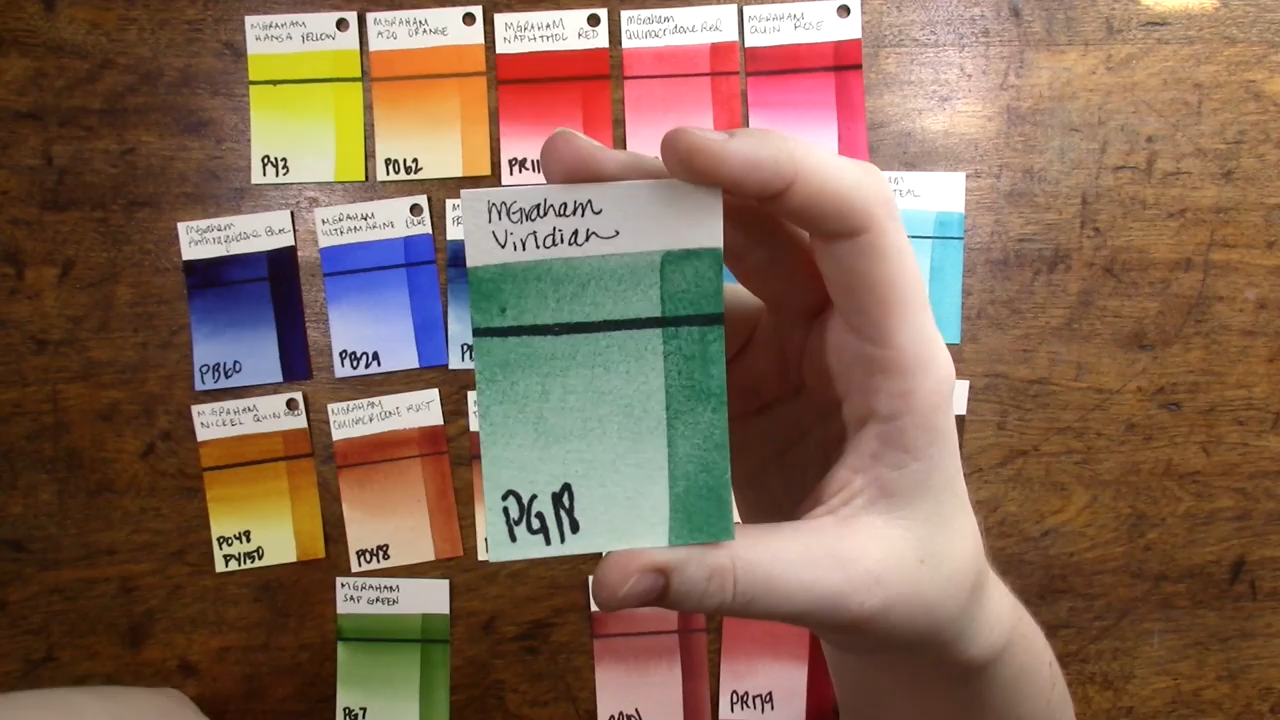 MGRAHAM
HANSA YELLOW
PY3
MGRAHAM
AZO ORANGE
PO62
MGRAHAM
NAPHTHOL RED
PR11
MGraham
Quinacridone Red
MGRAHAM
QUIN ROSE
MGraham
Anthraquidone Blue
PB60
MGRAHAM
ULTRAMARINE BLUE
PB29
MGraham
Viridian
PG18
TEAL
MGRAHAM
NICKEL QUIN GOLD
PO48
PY150
MGRAHAM
QUINACRIDONE RUST
PO48
MGRAHAM
SAP GREEN
PG7
PR179